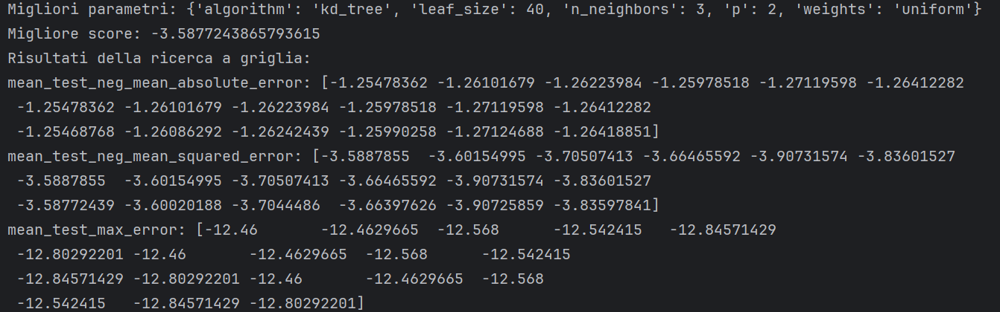 Migliori parametri: {'algorithm': 'kd_tree', 'leaf_size': 40, 'n_neighbors': 3, 'p': 2, 'weights': 'uniform'}
Migliore score: -3.5877243865793615
Risultati della ricerca a griglia:
mean_test_neg_mean_absolute_error: [-1.25478362 -1.26101679 -1.26223984 -1.25978518 -1.27119598 -1.26412282
 -1.25478362 -1.26101679 -1.26223984 -1.25978518 -1.27119598 -1.26412282
 -1.25468768 -1.26086292 -1.26242439 -1.25990258 -1.27124688 -1.26418851]
mean_test_neg_mean_squared_error: [-3.5887855  -3.60154995 -3.70507413 -3.66465592 -3.90731574 -3.83601527
 -3.5887855  -3.60154995 -3.70507413 -3.66465592 -3.90731574 -3.83601527
 -3.58772439 -3.60020188 -3.7044486  -3.66397626 -3.90725859 -3.83597841]
mean_test_max_error: [-12.46       -12.4629665  -12.568      -12.542415   -12.84571429
 -12.80292201 -12.46       -12.4629665  -12.568      -12.542415
 -12.84571429 -12.80292201 -12.46       -12.4629665  -12.568
 -12.542415   -12.84571429 -12.80292201]